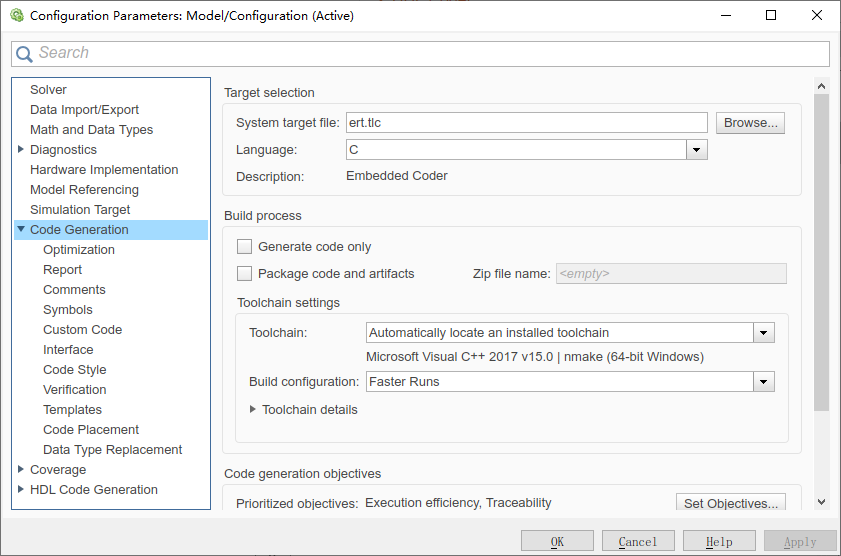 Configuration Parameters: Model/Configuration (Active)
Search
Solver
Data Import/Export
Math and Data Types
Diagnostics
Hardware Implementation
Model Referencing
Simulation Target
Code Generation
Optimization
Report
Comments
Symbols
Custom Code
Interface
Code Style
Verification
Templates
Code Placement
Data Type Replacement
Coverage
HDL Code Generation
Target selection
System target file: ert.tlc Browse...
Language: C
Description: Embedded Coder
Build process
Generate code only
Package code and artifacts Zip file name: <empty>
Toolchain settings
Toolchain: Automatically locate an installed toolchain
Microsoft Visual C++ 2017 v15.0 | nmake (64-bit Windows)
Build configuration: Faster Runs
Toolchain details
Code generation objectives
Prioritized objectives: Execution efficiency, Traceability Set Objectives...
OK Cancel Help Apply